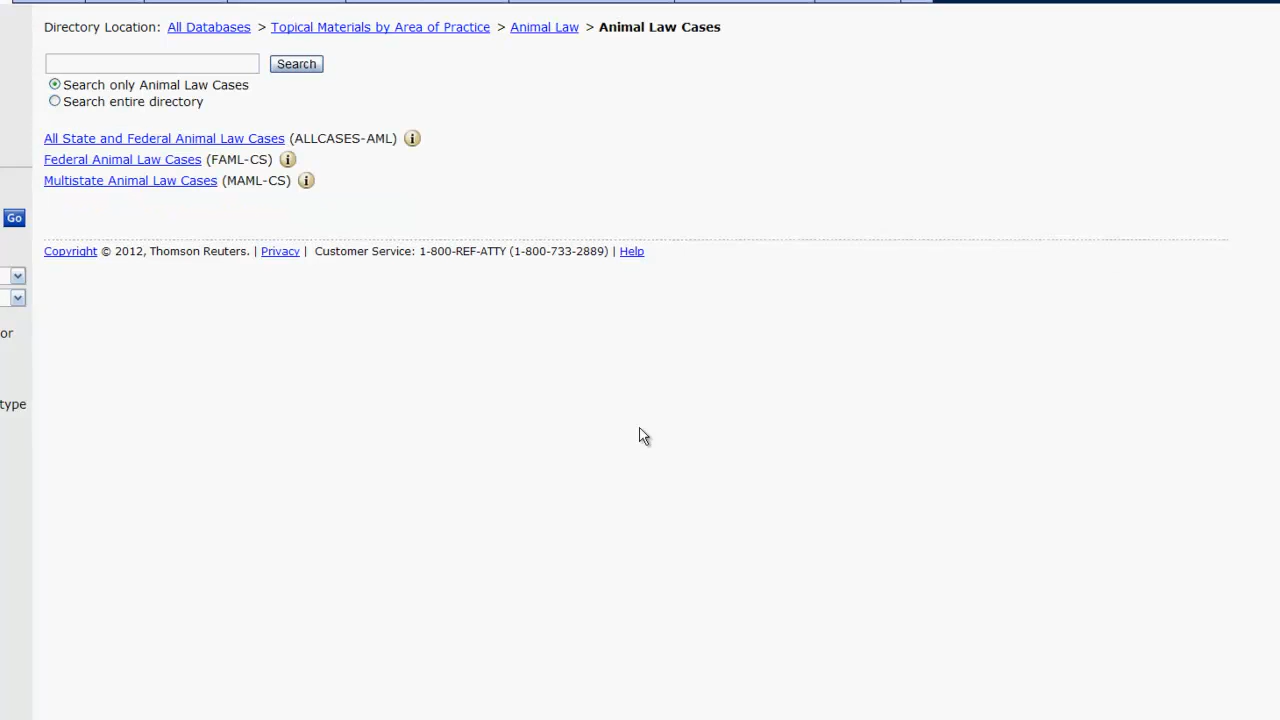 Directory Location: All Databases > Topical Materials by Area of Practice > Animal Law > Animal Law Cases
Search
Search only Animal Law Cases
Search entire directory
All State and Federal Animal Law Cases (ALLCASES-AML) i
Federal Animal Law Cases (FAML-CS) i
Multistate Animal Law Cases (MAML-CS) i
Go
Copyright © 2012, Thomson Reuters. | Privacy | Customer Service: 1-800-REF-ATTY (1-800-733-2889) | Help
or
type